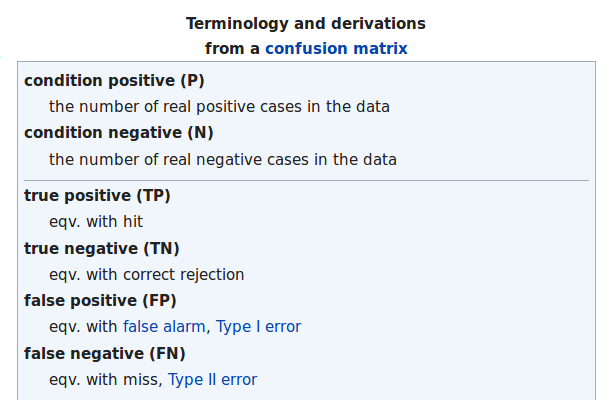 Terminology and derivations
from a confusion matrix
condition positive (P)
the number of real positive cases in the data
condition negative (N)
the number of real negative cases in the data
true positive (TP)
eqv. with hit
true negative (TN)
eqv. with correct rejection
false positive (FP)
eqv. with false alarm, Type I error
false negative (FN)
eqv. with miss, Type II error